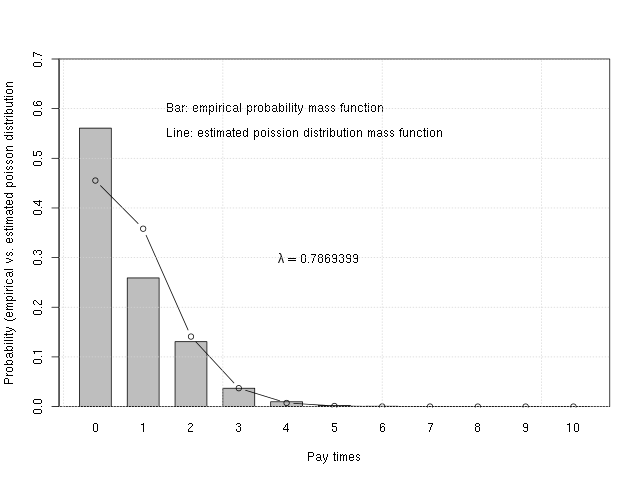 0.7
0.6
0.5
0.4
0.3
0.2
0.1
0.0
Probability (empirical vs. estimated poisson distribution
Bar: empirical probability mass function
Line: estimated poission distribution mass function
λ = 0.7869399
0 1 2 3 4 5 6 7 8 9 10
Pay times